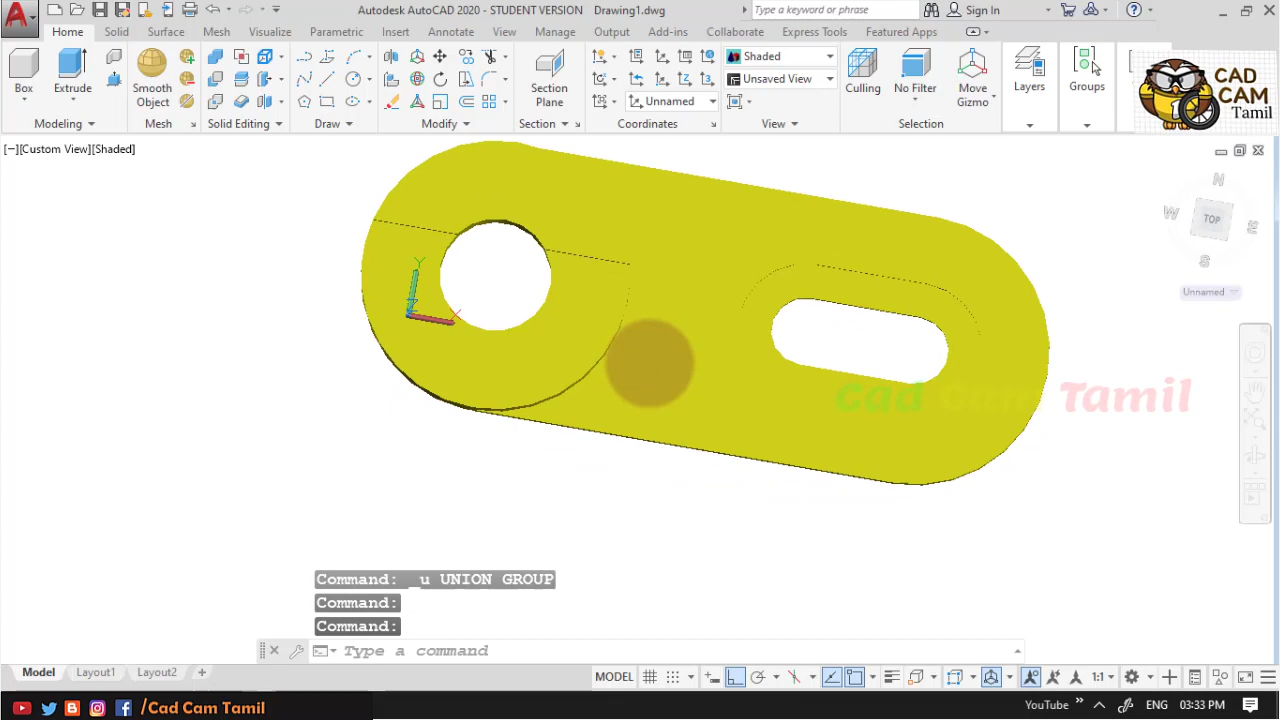 Autodesk AutoCAD 2020 - STUDENT VERSION Drawing1.dwg
Type a keyword or phrase
Sign In
Home Solid Surface Mesh Visualize Parametric Insert Annotate View Manage Output Add-ins Collaborate Express Tools Featured Apps
Box
Extrude
Smooth
Object
Section
Plane
Shaded
Unsaved View
Unnamed
Culling
No Filter
Move
Gizmo
Layers
Groups
CAD
CAM
Tamil
Modeling Mesh Solid Editing Draw Modify Section Coordinates View Selection
[−][Custom View][Shaded]
N
W TOP E
S
Unnamed
Y
Z
X
Cad Cam Tamil
Command: _u UNION GROUP
Command:
Command:
Type a command
Model Layout1 Layout2 +
MODEL
1:1
/Cad Cam Tamil
YouTube
ENG
03:33 PM